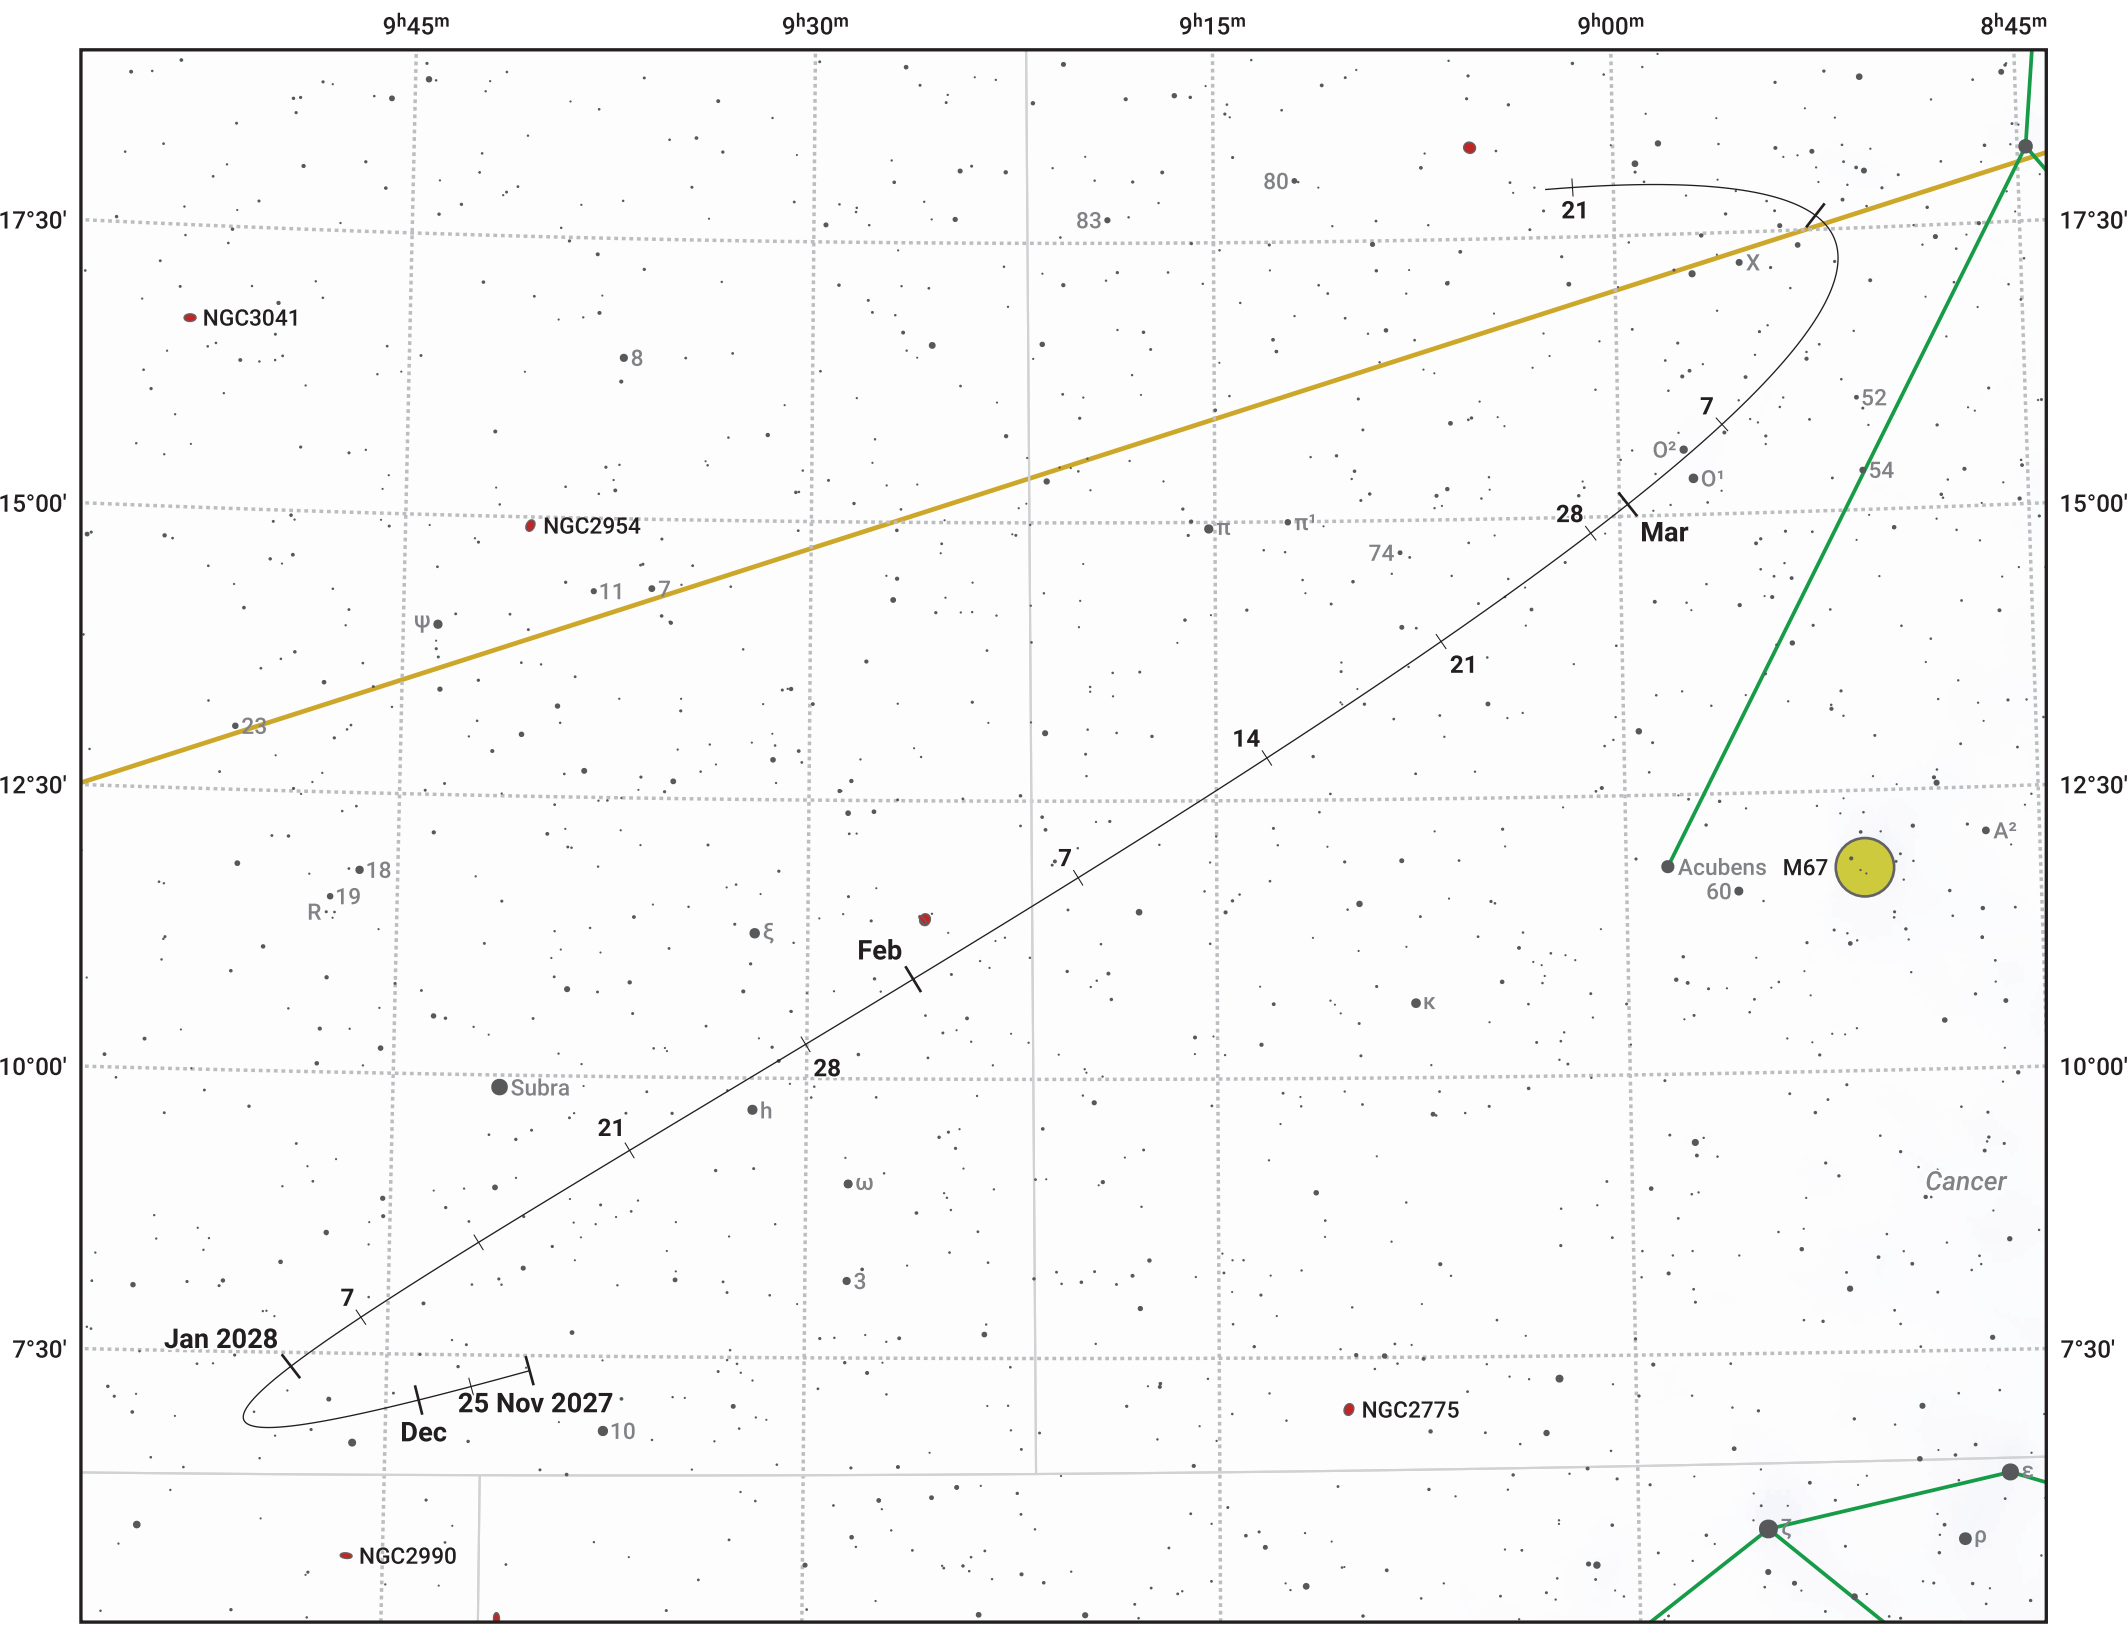 9ʰ45ᵐ 9ʰ30ᵐ 9ʰ15ᵐ 9ʰ00ᵐ 8ʰ45ᵐ
80
21
17°30' 83 17°30'
X
NGC3041
8
52
7
O²
54
O¹
15°00' 15°00'
28
NGC2954 π π¹
Mar
74
11 7
ψ
21
23
14
12°30' 12°30'
A²
7
18 Acubens M67
60
19
R
ξ
Feb
κ
10°00' 28 10°00'
Subra
h
21
Cancer
ω
3
7
Jan 2028
7°30' 7°30'
25 Nov 2027
NGC2775
Dec 10
ε
ζ
ρ
NGC2990